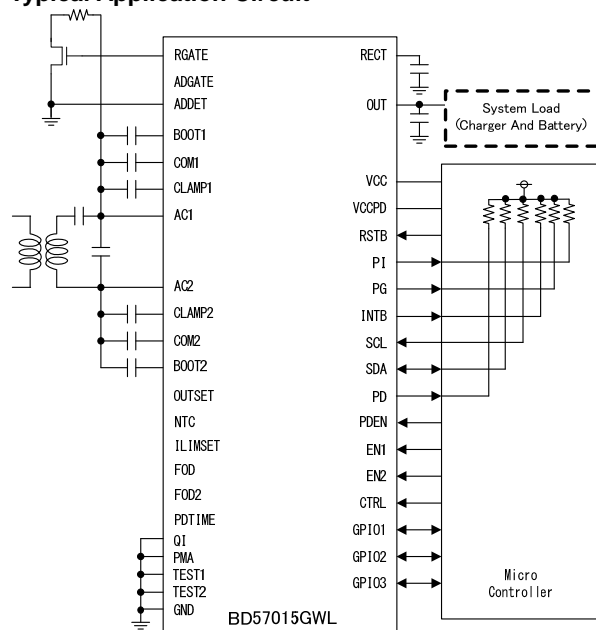 Typical Application Circuit
RGATE
ADGATE
ADDET
BOOT1
COM1
CLAMP1
AC1
AC2
CLAMP2
COM2
BOOT2
OUTSET
NTC
ILIMSET
FOD
FOD2
PDTIME
QI
PMA
TEST1
TEST2
GND
BD57015GWL
RECT
OUT
VCC
VCCPD
RSTB
PI
PG
INTB
SCL
SDA
PD
PDEN
EN1
EN2
CTRL
GPIO1
GPIO2
GPIO3
System Load
(Charger And Battery)
Micro
Controller